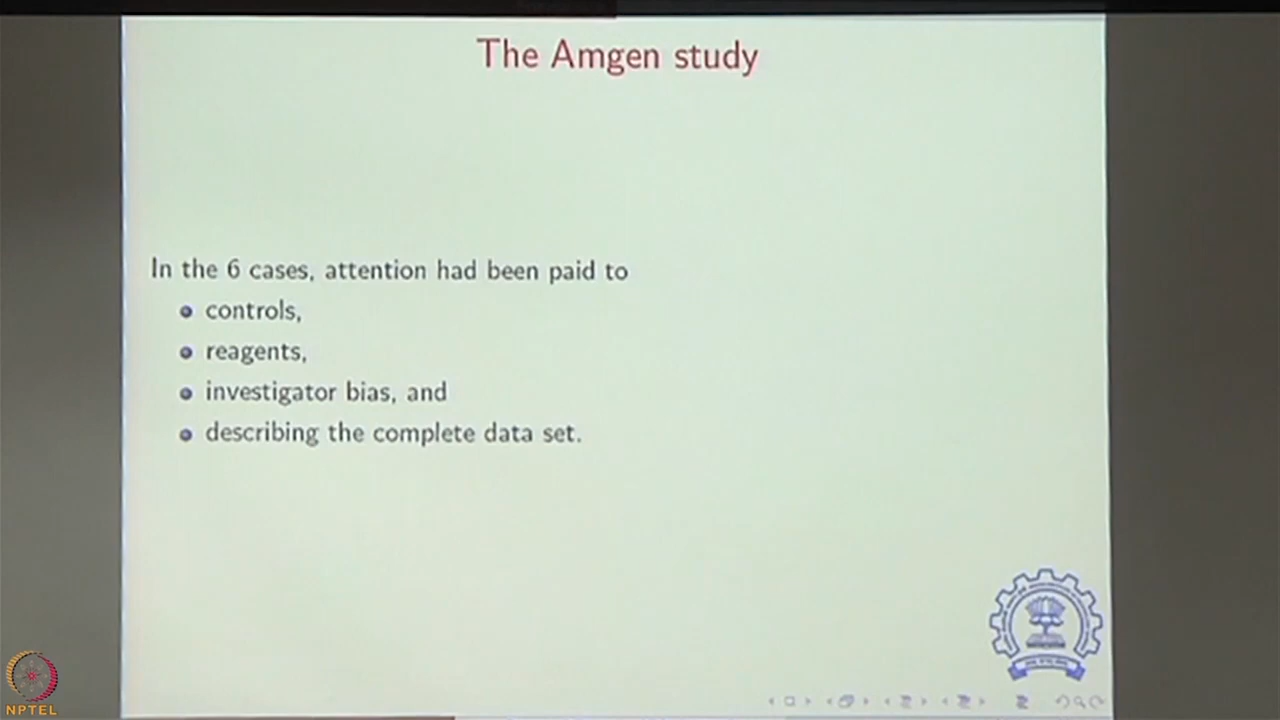 The Amgen study
In the 6 cases, attention had been paid to
controls,
reagents,
investigator bias, and
describing the complete data set.
NPTEL